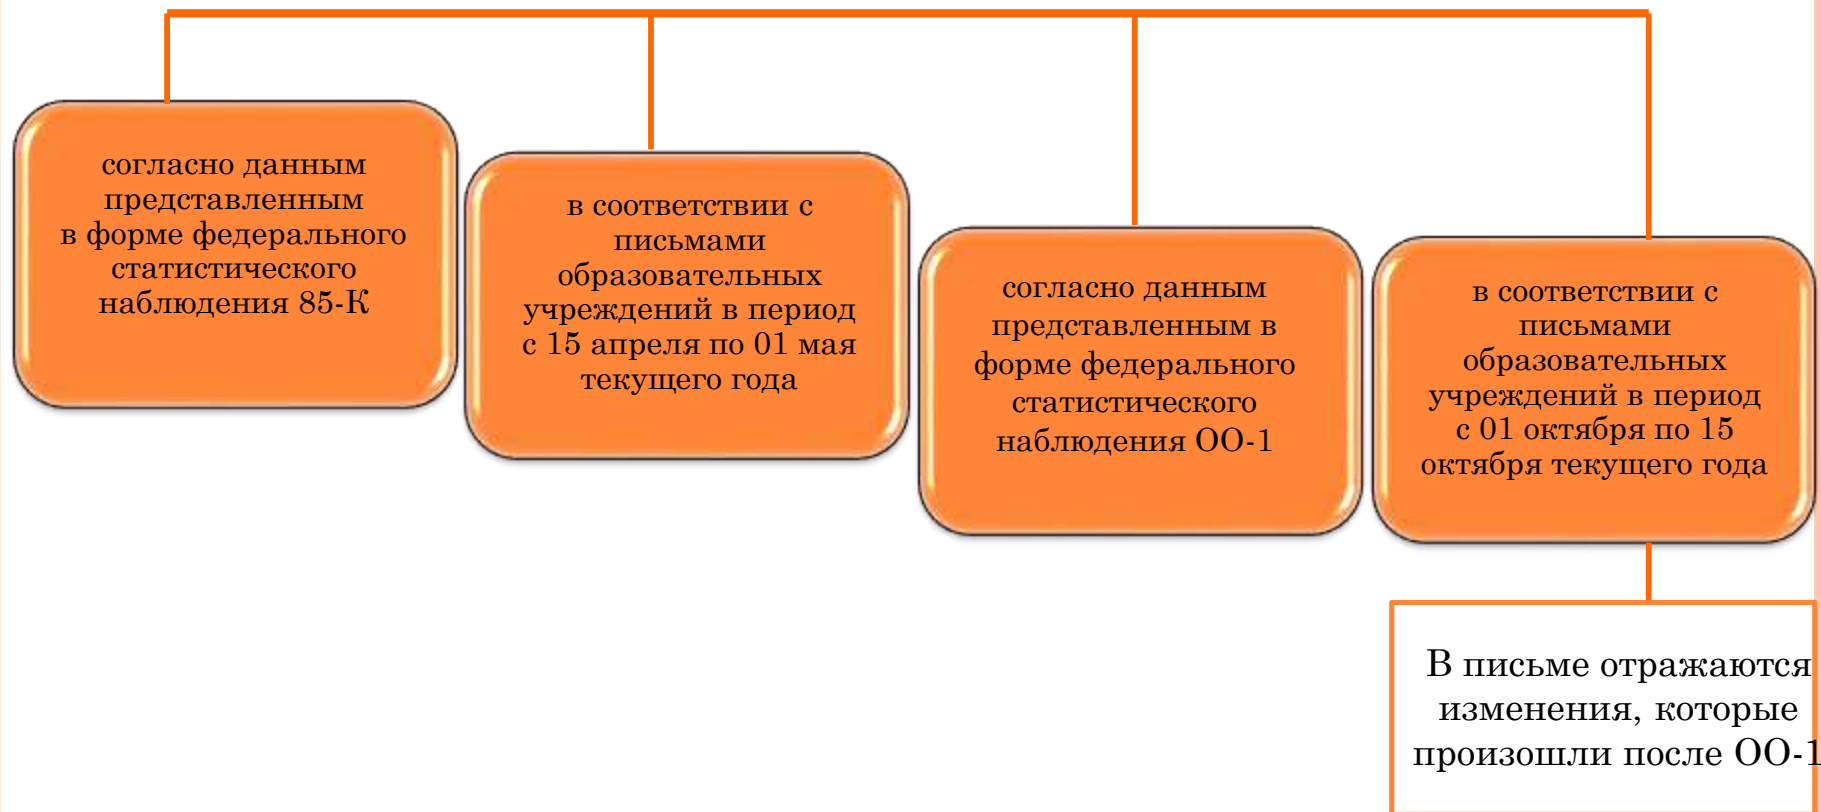 согласно данным
представленным
в форме федерального
статистического
наблюдения 85-К
в соответствии с
письмами
образовательных
учреждений в период
с 15 апреля по 01 мая
текущего года
согласно данным
представленным в
форме федерального
статистического
наблюдения ОО-1
в соответствии с
письмами
образовательных
учреждений в период
с 01 октября по 15
октября текущего года
В письме отражаются
изменения, которые
произошли после ОО-1